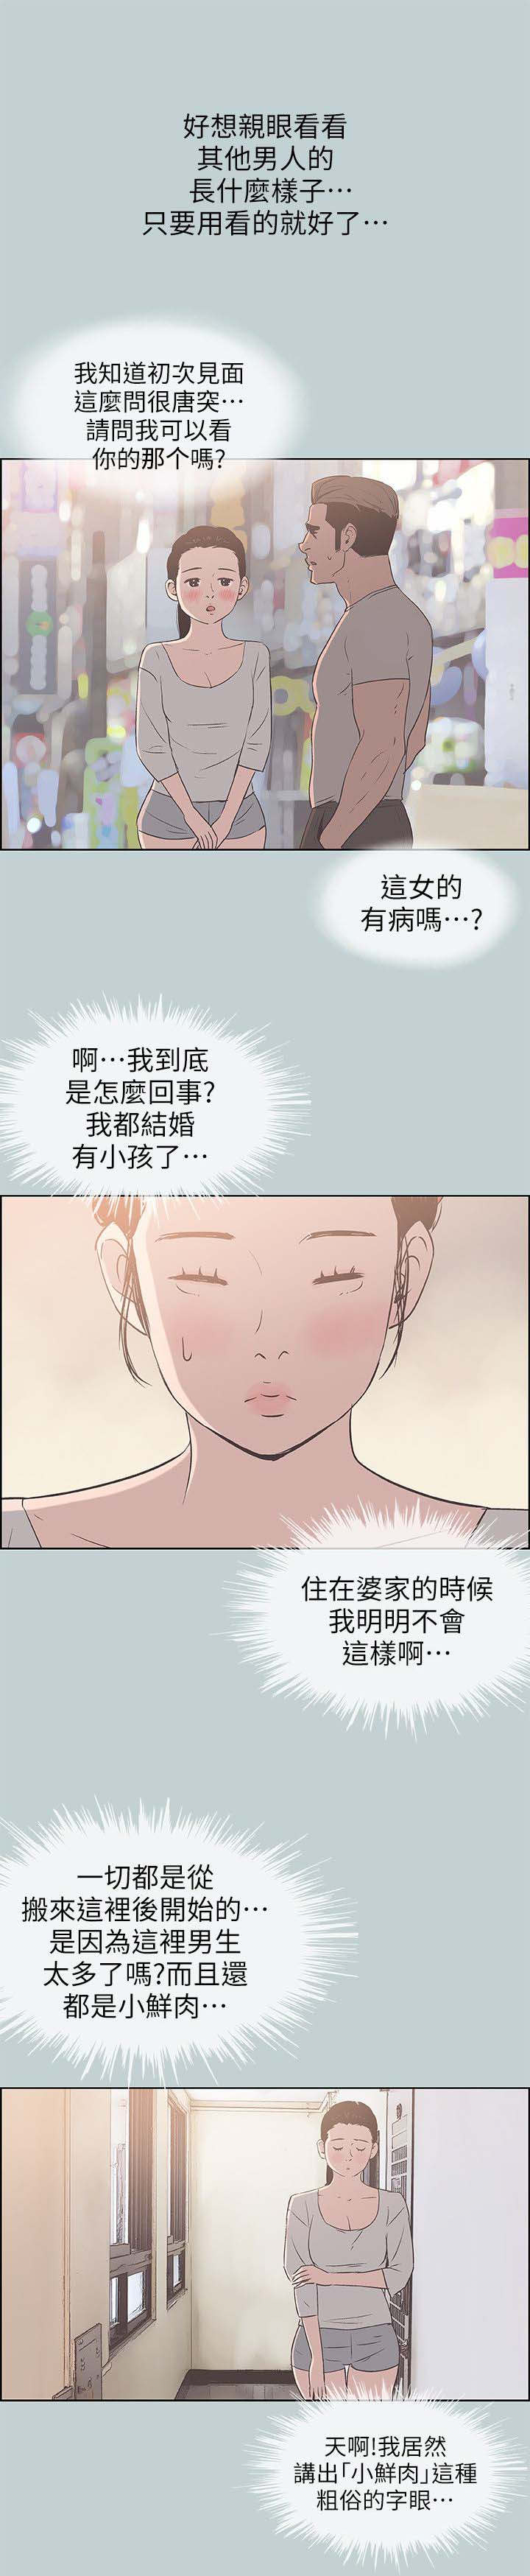 好想親眼看看
其他男人的
長什麼樣子…
只要用看的就好了…
我知道初次見面
這麼問很唐突…
請問我可以看
你的那个嗎?
這女的
有病嗎…?
啊…我到底
是怎麼回事?
我都結婚
有小孩了…
住在婆家的時候
我明明不會
這樣啊…
一切都是從
搬來這裡後開始的…
是因為這裡男生
太多了嗎?而且還
都是小鮮肉…
天啊!我居然
講出「小鮮肉」這種
粗俗的字眼…